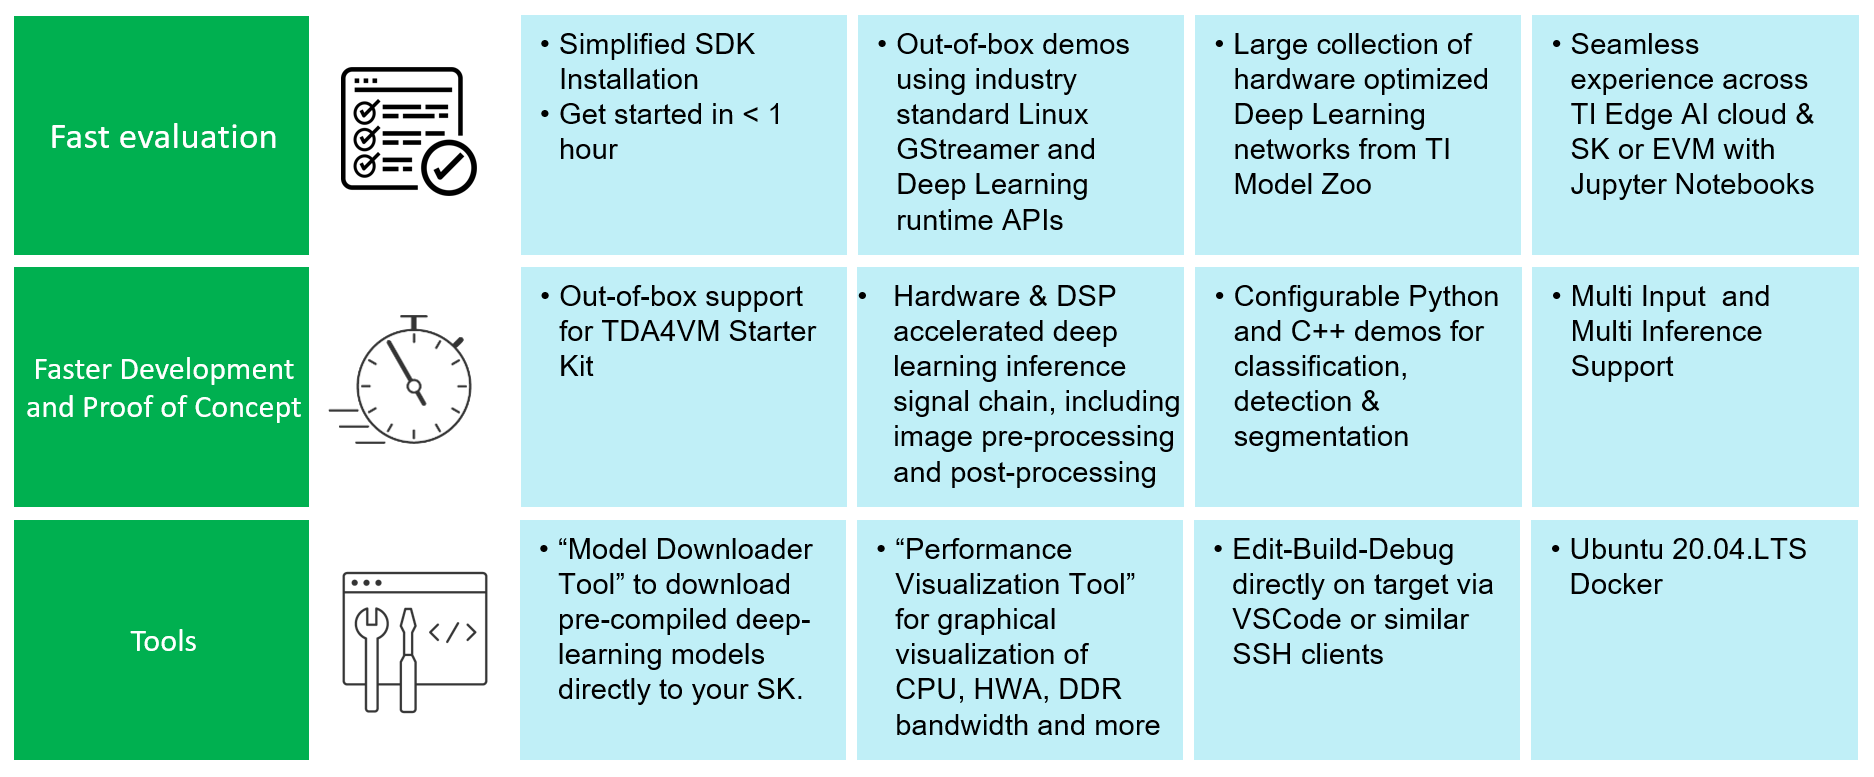 Fast evaluation
• Simplified SDK
Installation
• Get started in < 1
hour
• Out-of-box demos
using industry
standard Linux
GStreamer and
Deep Learning
runtime APIs
• Large collection of
hardware optimized
Deep Learning
networks from TI
Model Zoo
• Seamless
experience across
TI Edge AI cloud &
SK or EVM with
Jupyter Notebooks
Faster Development
and Proof of Concept
• Out-of-box support
for TDA4VM Starter
Kit
• Hardware & DSP
accelerated deep
learning inference
signal chain, including
image pre-processing
and post-processing
• Configurable Python
and C++ demos for
classification,
detection &
segmentation
• Multi Input  and
Multi Inference
Support
Tools
</>
• “Model Downloader
Tool” to download
pre-compiled deep-
learning models
directly to your SK.
• “Performance
Visualization Tool”
for graphical
visualization of
CPU, HWA, DDR
bandwidth and more
• Edit-Build-Debug
directly on target via
VSCode or similar
SSH clients
• Ubuntu 20.04.LTS
Docker